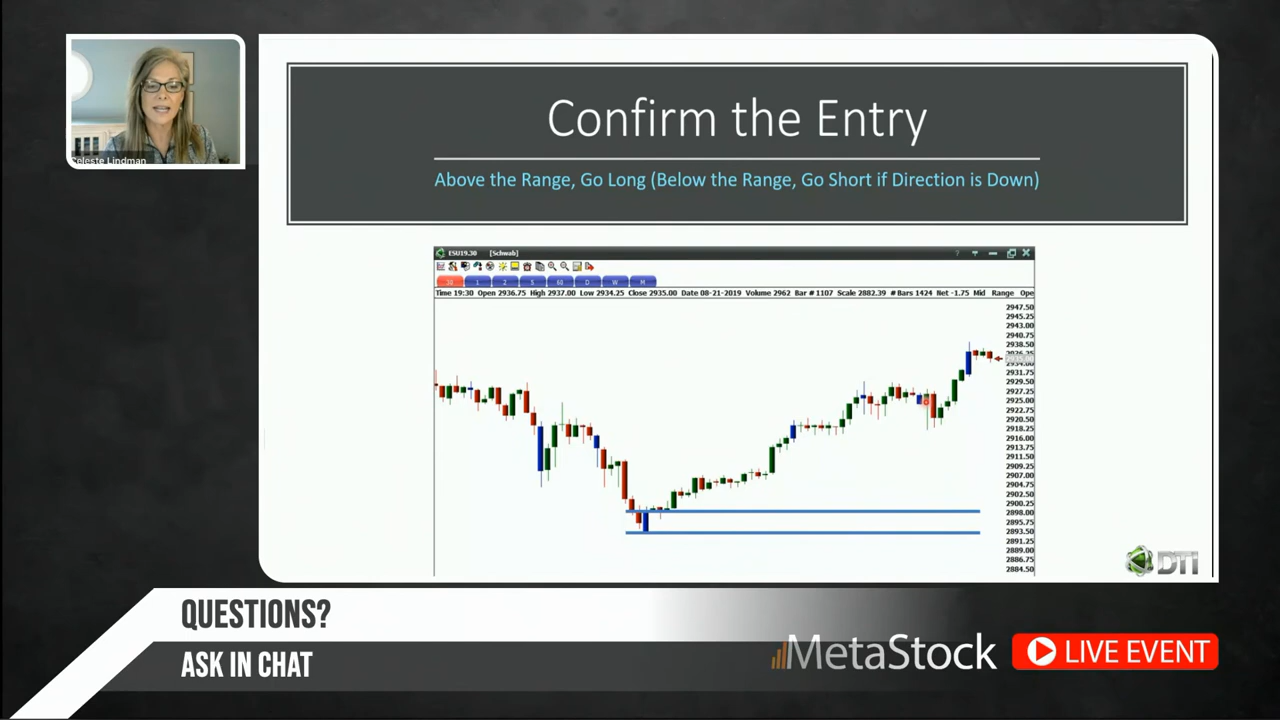 Celeste Lindman
Confirm the Entry
Above the Range, Go Long (Below the Range, Go Short if Direction is Down)
ESU19.30 [Schwab]
Time 19:30 Open 2936.75 High 2937.00 Low 2934.25 Close 2935.00 Date 08-21-2019 Volume 2962 Bar # 1107 Scale 2882.39 # Bars 1424 Net -1.75 Mid Range Ope
2947.50
2945.25
2943.00
2940.75
2938.50
2931.75
2929.50
2927.25
2925.00
2922.75
2920.50
2918.25
2916.00
2913.75
2911.50
2909.25
2907.00
2904.75
2902.50
2900.25
2898.00
2895.75
2893.50
2891.25
2889.00
2886.75
2884.50
DTI
QUESTIONS?
ASK IN CHAT
MetaStock
LIVE EVENT